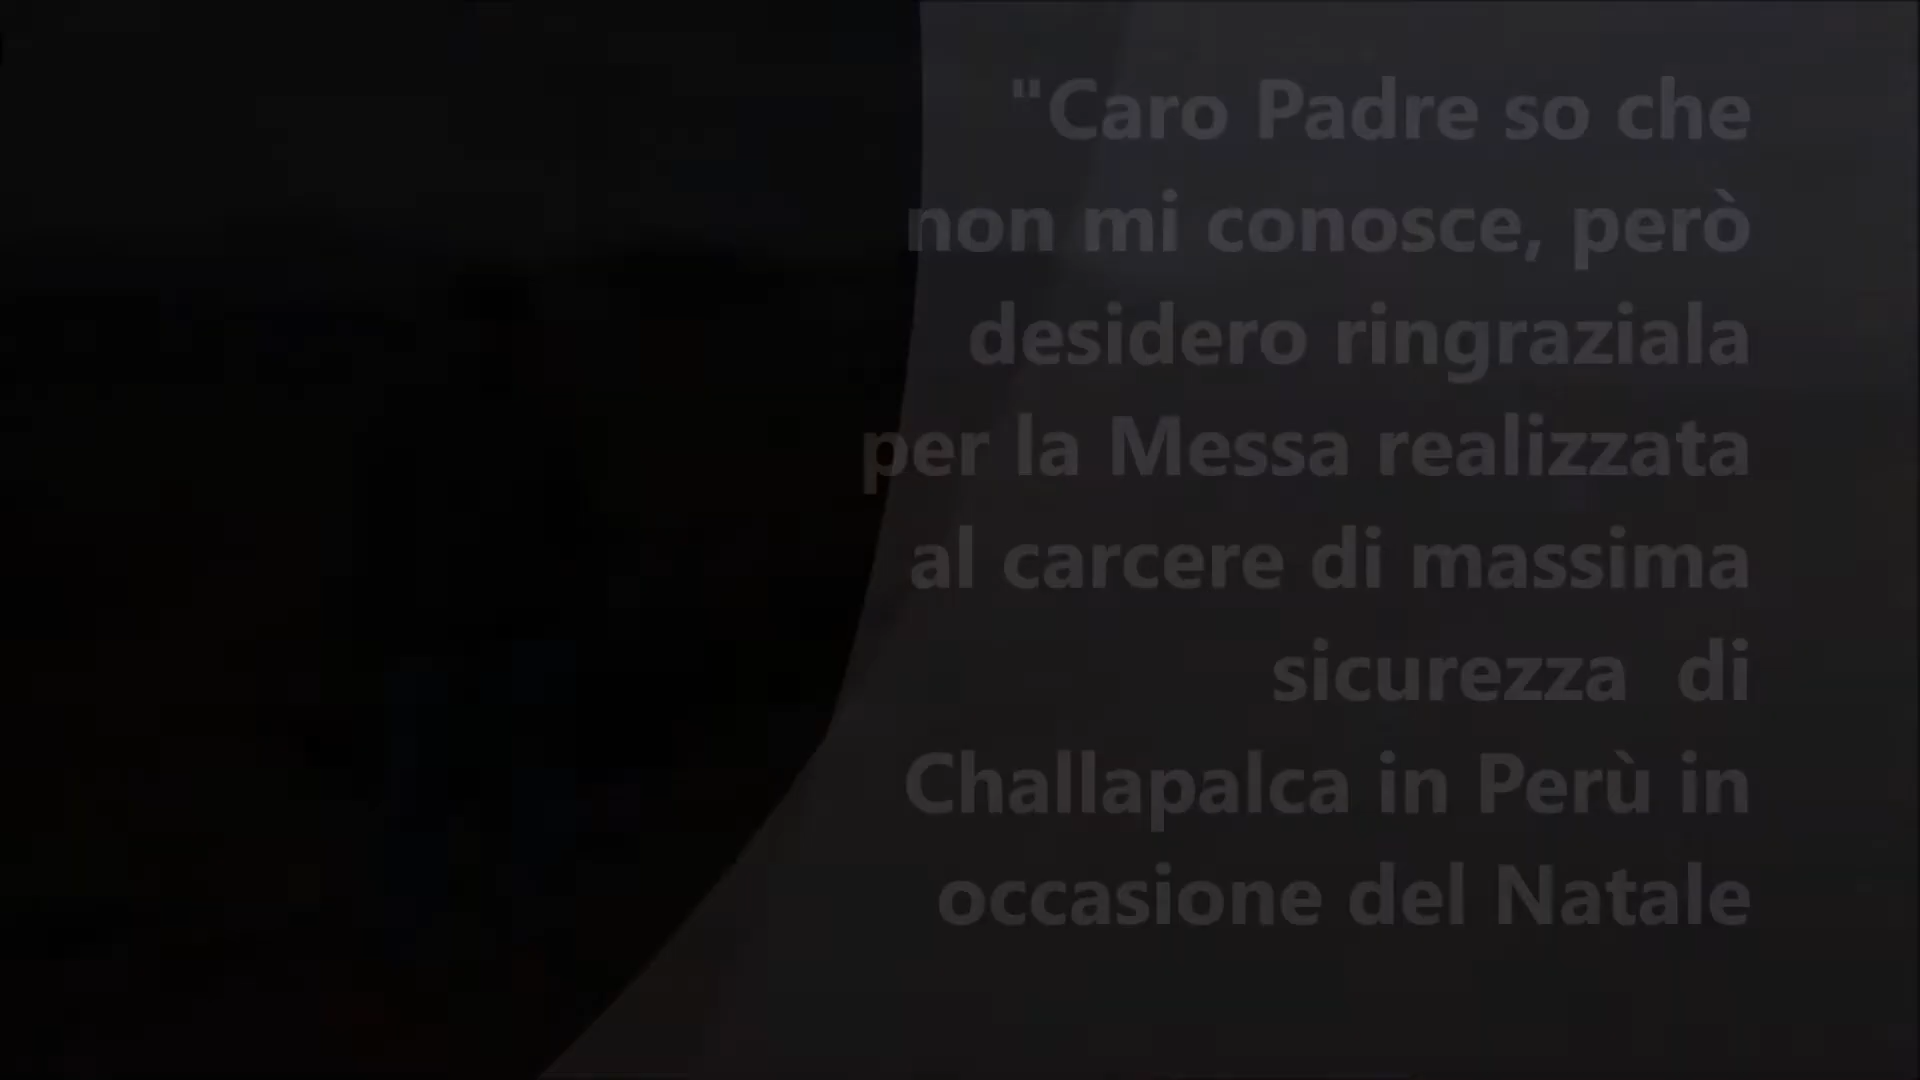 "Caro Padre so che
non mi conosce, però
desidero ringraziala
per la Messa realizzata
al carcere di massima
sicurezza  di
Challapalca in Perù in
occasione del Natale